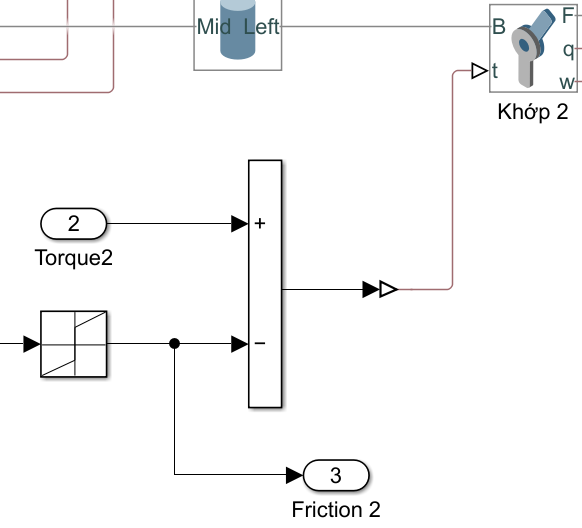 Mid Left
B
F
q
t
w
Khớp 2
+
2
Torque2
−
3
Friction 2